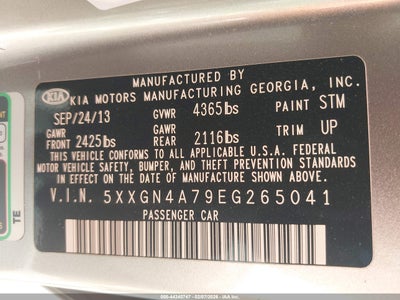 MANUFACTURED BY
KIA KIA MOTORS MANUFACTURING GEORGIA, INC.
SEP/24/13 GVWR 4365lbs PAINT STM
GAWR FRONT 2425lbs GAWR REAR 2116lbs TRIM UP
THIS VEHICLE CONFORMS TO ALL APPLICABLE U.S.A. FEDERAL
MOTOR VEHICLE SAFETY, BUMPER, AND THEFT PREVENTION STANDARDS
IN EFFECT ON THE DATE OF MANUFACTURE SHOWN ABOVE.
V.I.N. 5XXGN4A79EG265041
PASSENGER CAR
TE